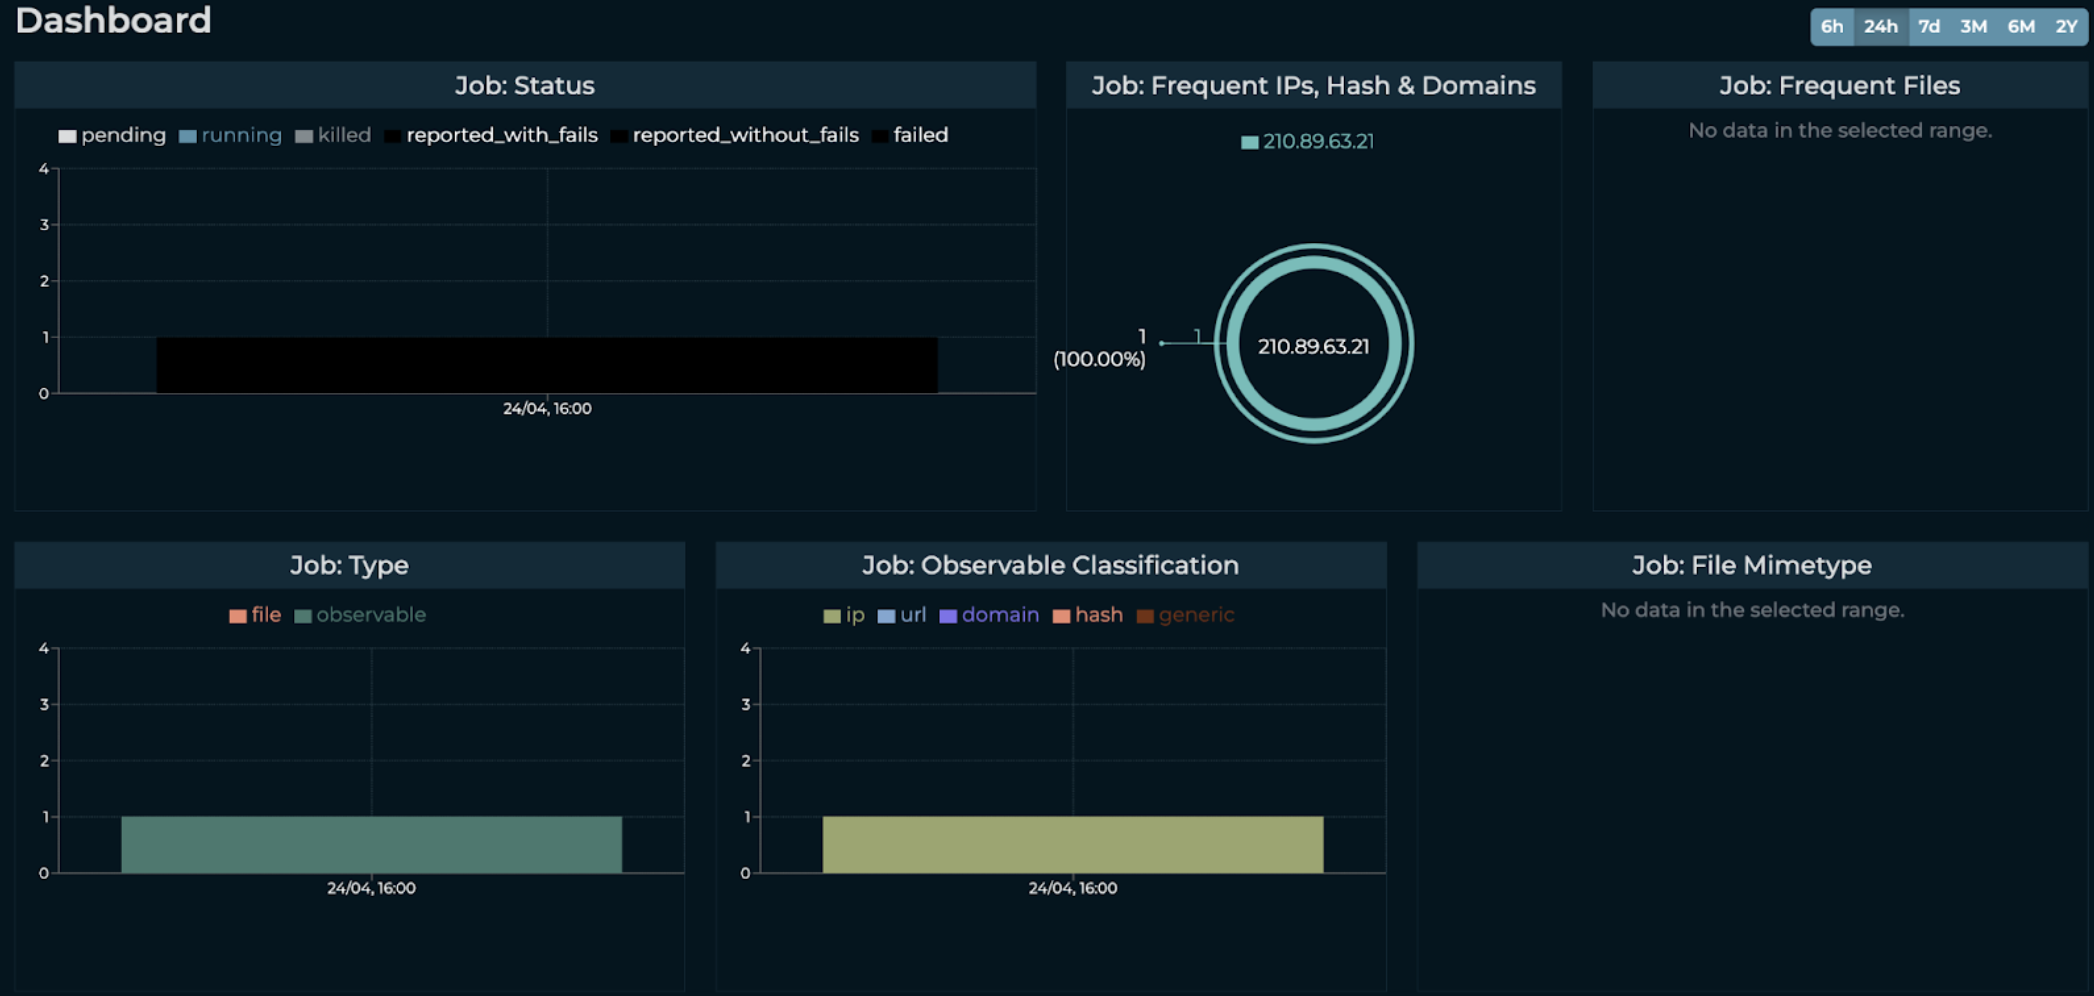 Dashboard
6h 24h 7d 3M 6M 2Y
Job: Status
pending running killed reported_with_fails reported_without_fails failed
4
3
2
1
0
24/04, 16:00
Job: Frequent IPs, Hash & Domains
210.89.63.21
1
(100.00%)
1
210.89.63.21
Job: Frequent Files
No data in the selected range.
Job: Type
file observable
4
3
2
1
0
24/04, 16:00
Job: Observable Classification
ip url domain hash generic
4
3
2
1
0
24/04, 16:00
Job: File Mimetype
No data in the selected range.